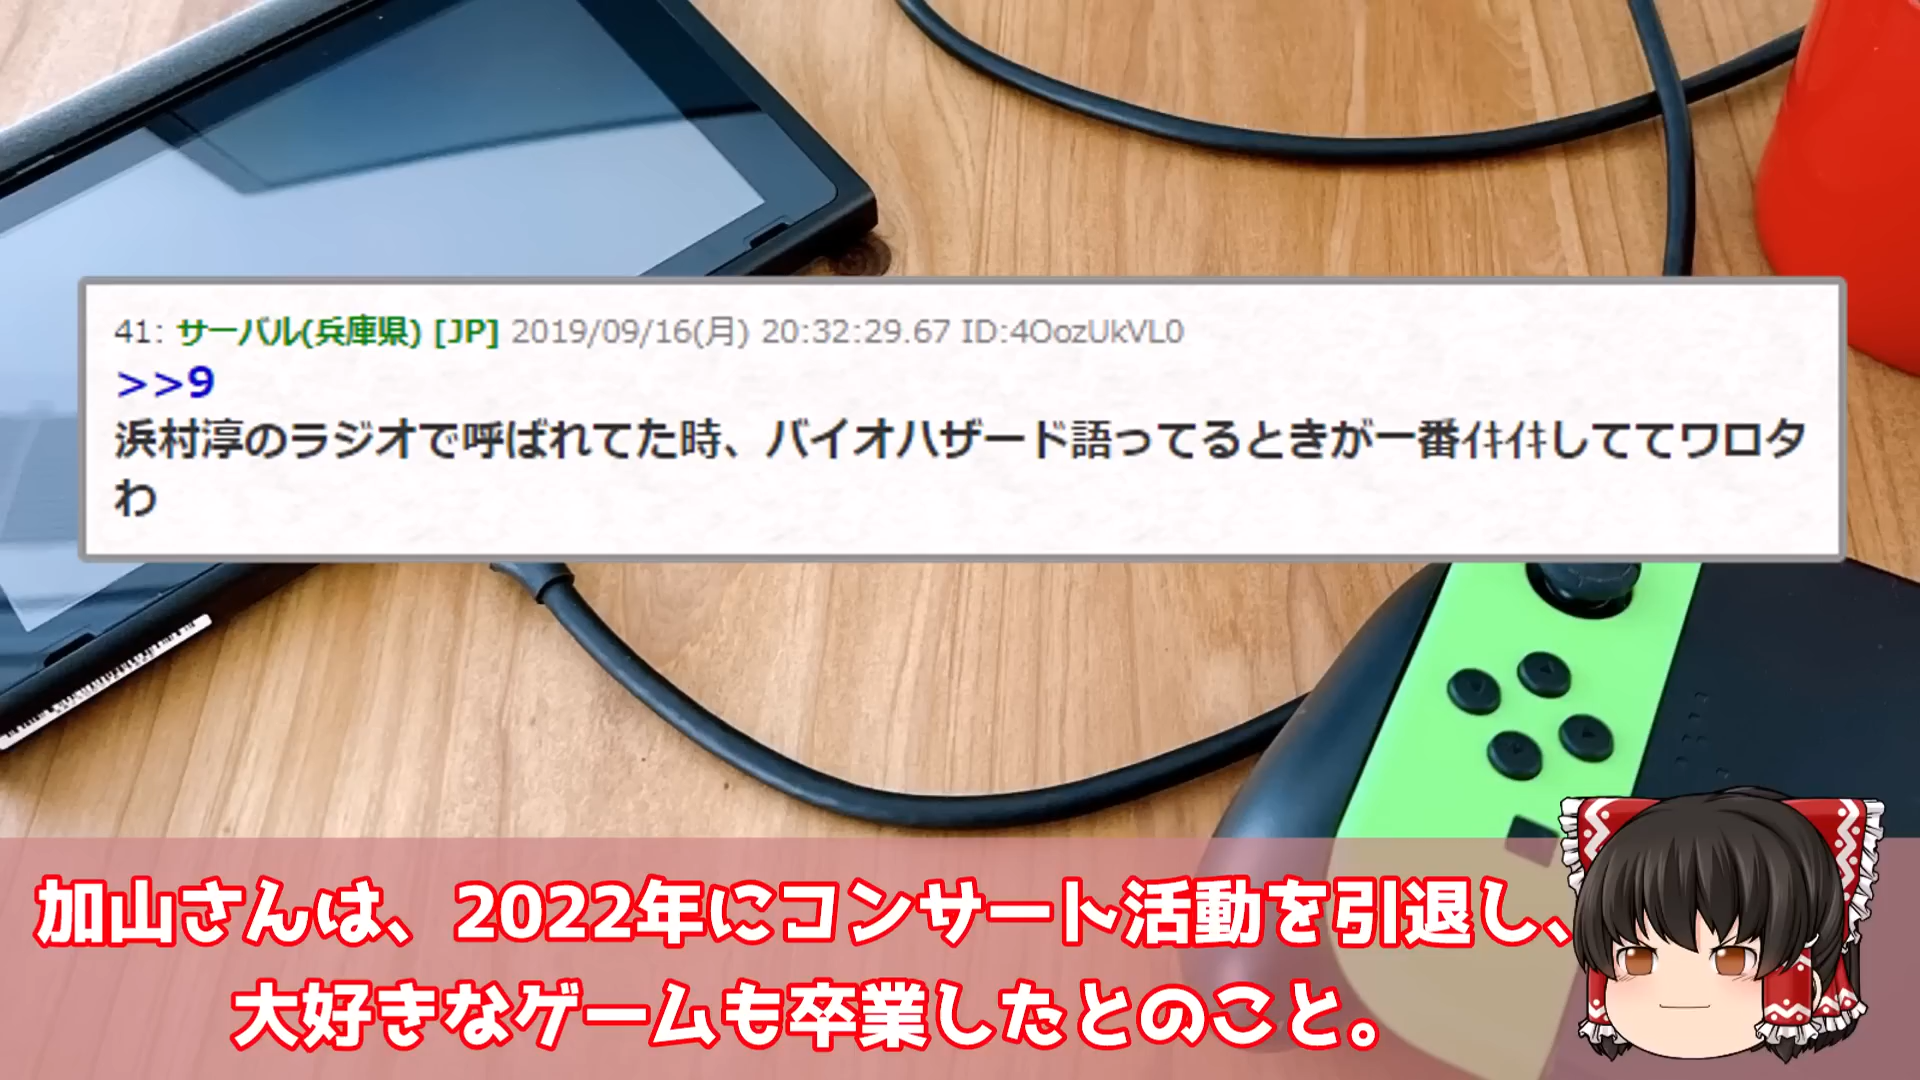 41: サーバル(兵庫県) [JP] 2019/09/16(月) 20:32:29.67 ID:4OozUkVL0
>>9
浜村淳のラジオで呼ばれてた時、バイオハザード語ってるときが一番ｲｷｲｷしててワロタ
わ
加山さんは、2022年にコンサート活動を引退し、
大好きなゲームも卒業したとのこと。